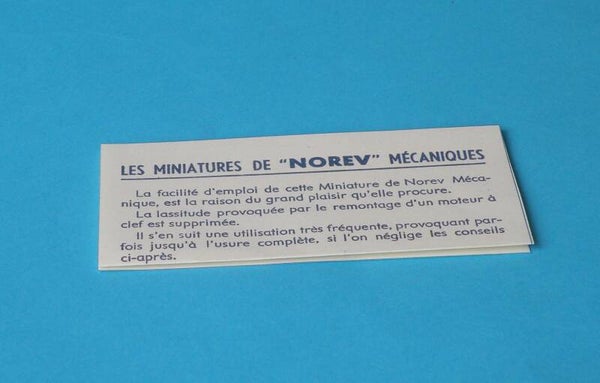 LES MINIATURES DE "NOREV" MÉCANIQUES
La facilité d'emploi de cette Miniature de Norev Méca-
nique, est la raison du grand plaisir qu'elle procure.
La lassitude provoquée par le remontage d'un moteur à
clef est supprimée.
Il s'en suit une utilisation très fréquente, provoquant par-
fois jusqu'à l'usure complète, si l'on néglige les conseils
ci-après.